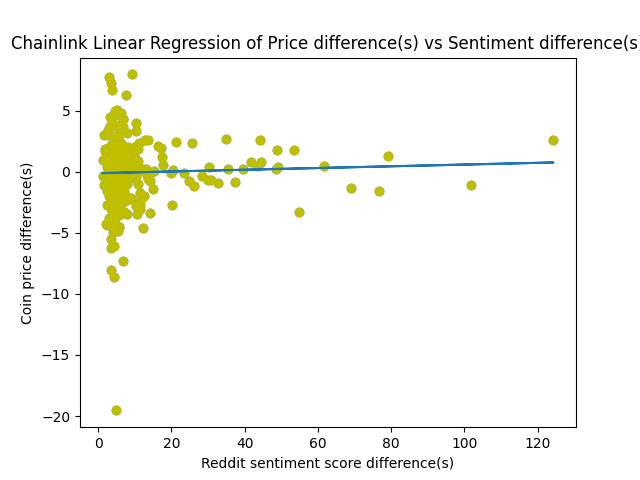 Chainlink Linear Regression of Price difference(s) vs Sentiment difference(s)
5
0
−5
−10
−15
−20
Coin price difference(s)
0 20 40 60 80 100 120
Reddit sentiment score difference(s)